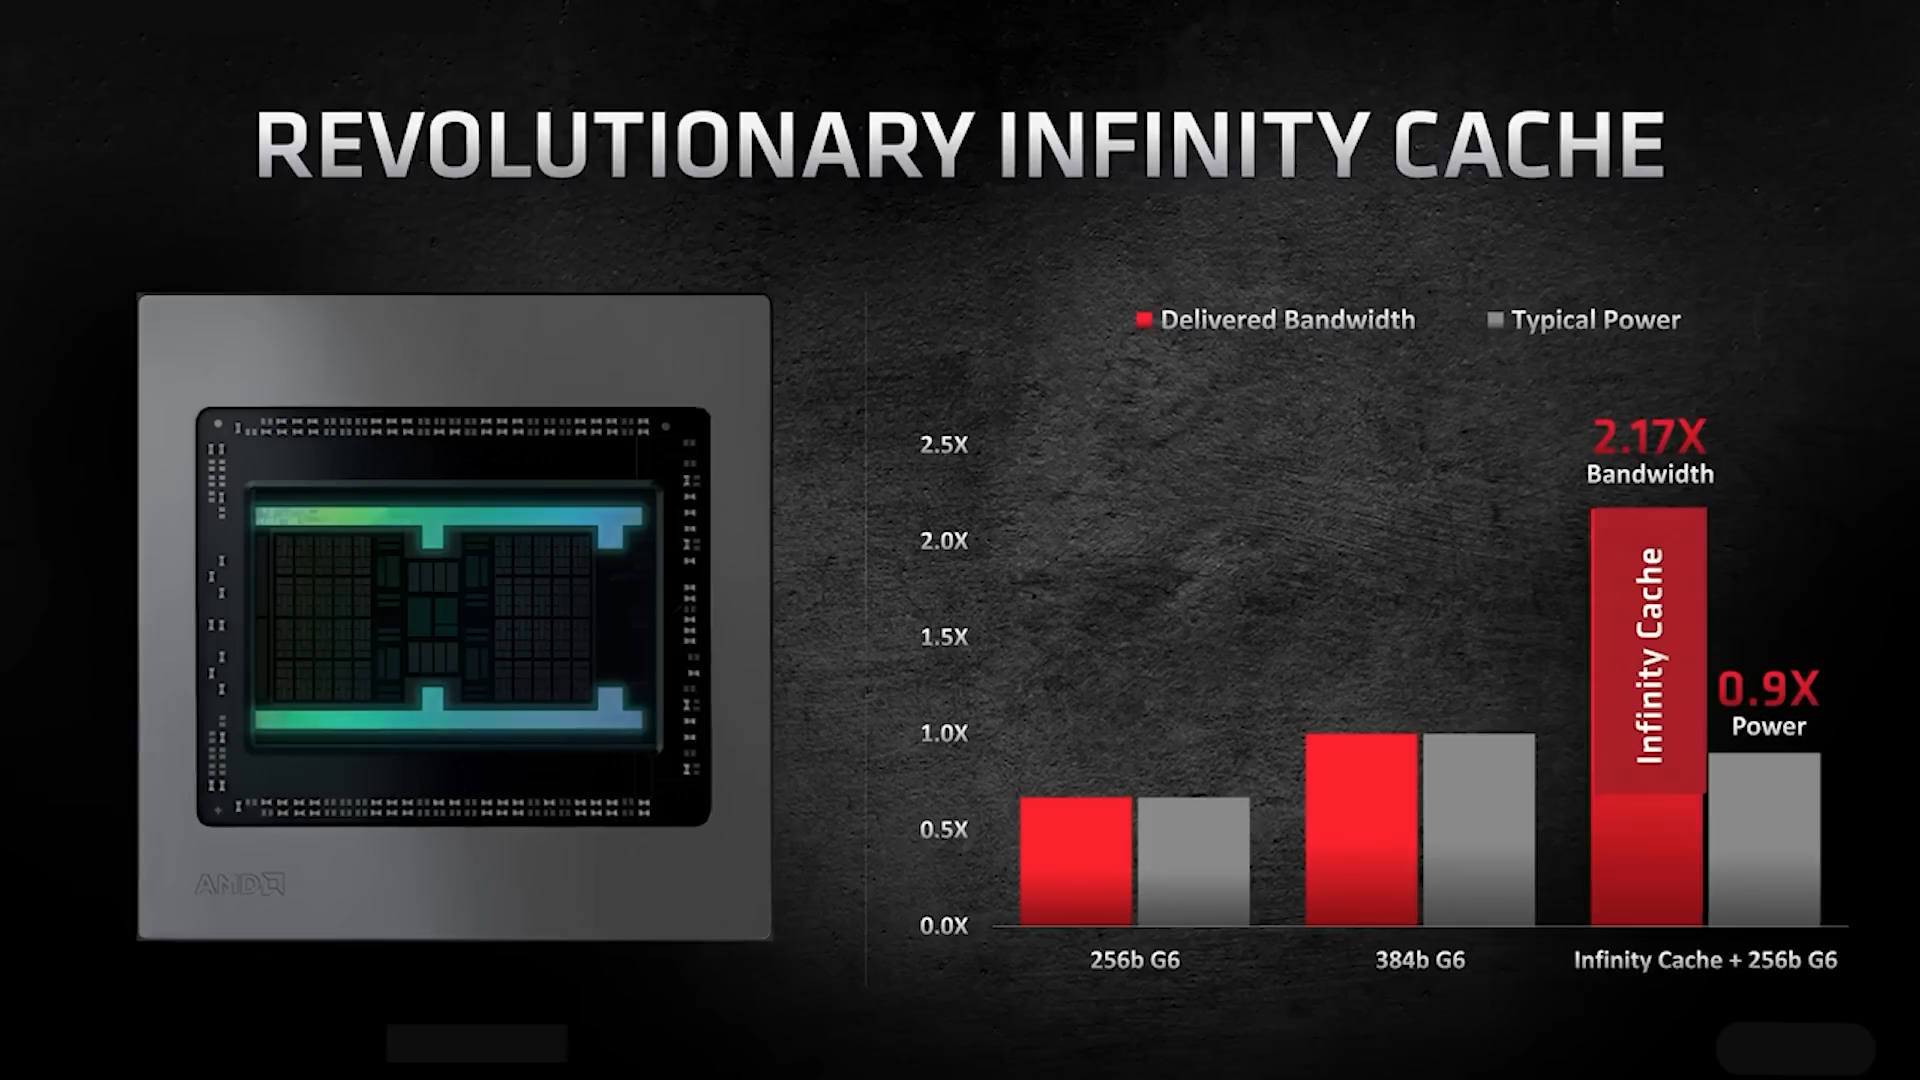 REVOLUTIONARY INFINITY CACHE
AMD
Delivered Bandwidth
Typical Power
2.5X
2.0X
1.5X
1.0X
0.5X
0.0X
2.17X
Bandwidth
Infinity Cache
0.9X
Power
256b G6
384b G6
Infinity Cache + 256b G6